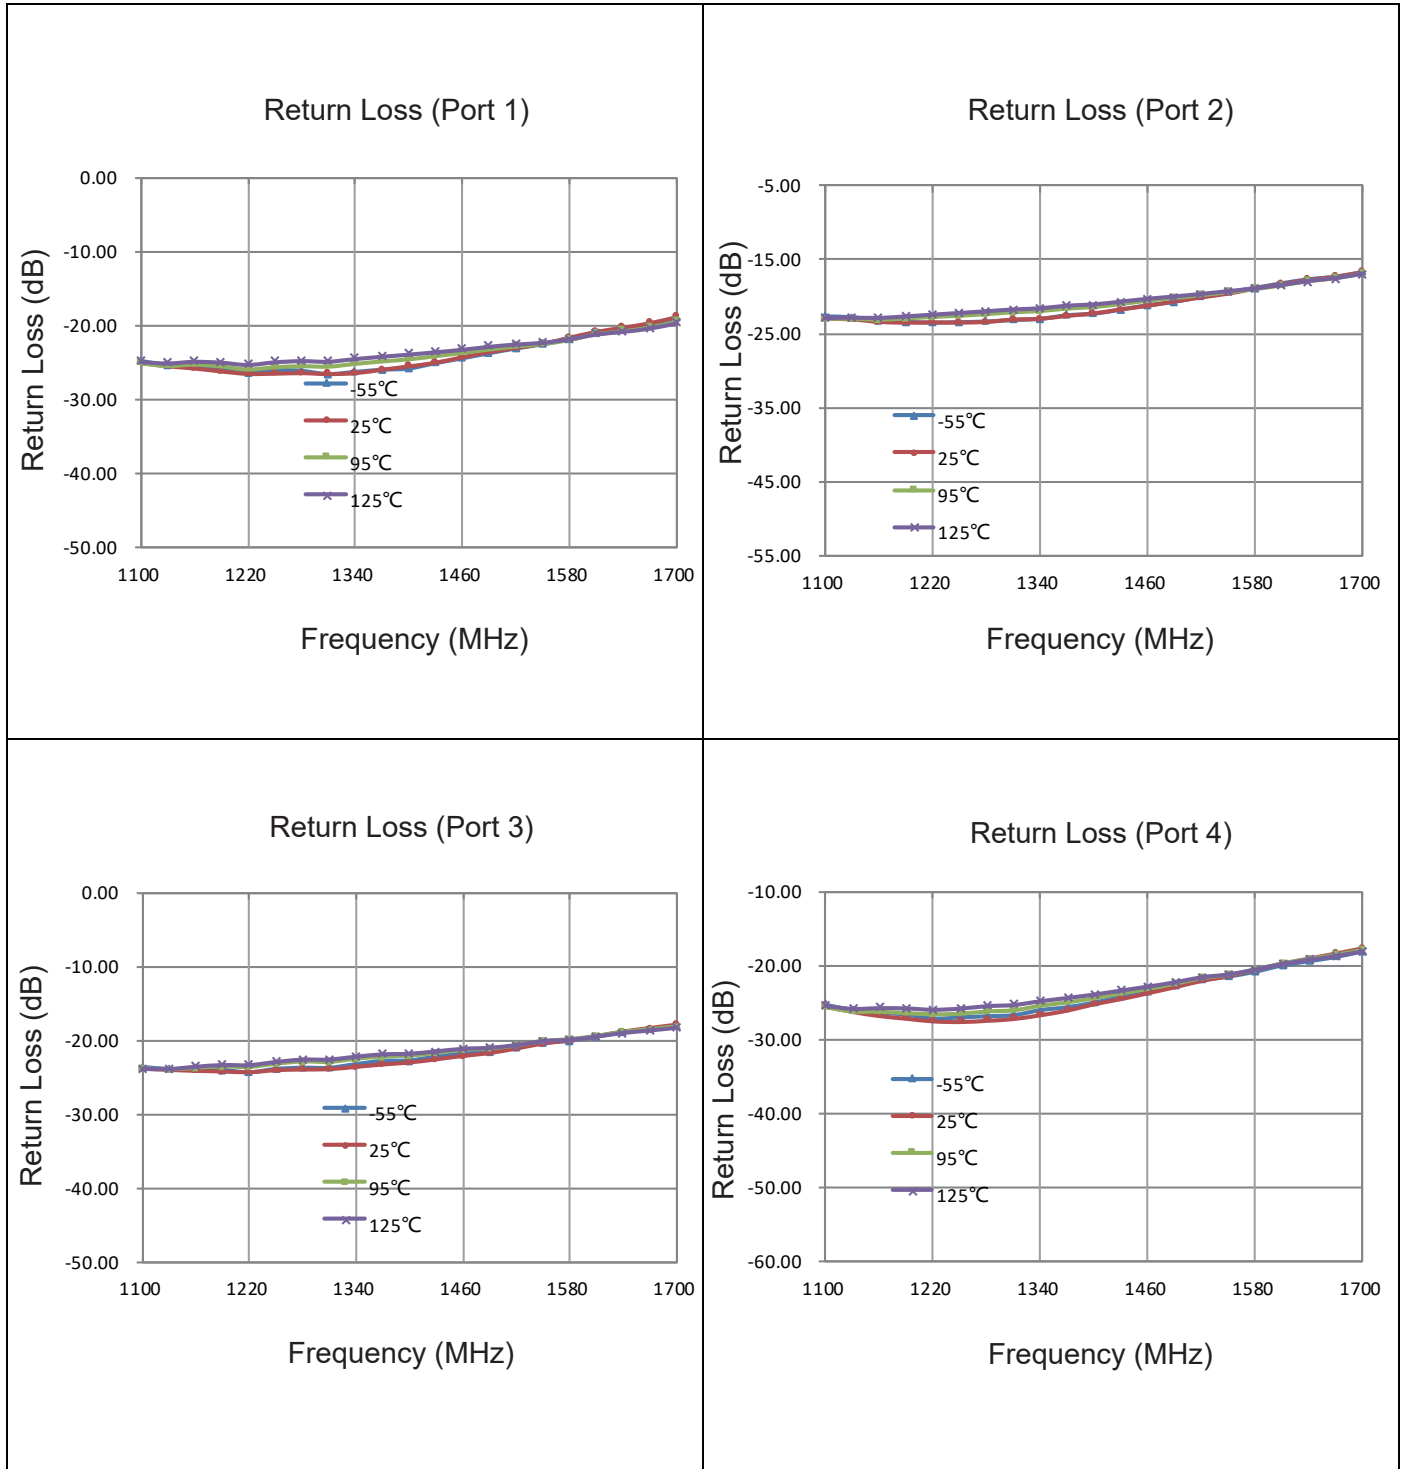 Return Loss (Port 1)
0.00
-10.00
-20.00
-30.00
-40.00
-50.00
Return Loss (dB)
-55℃
25℃
95℃
125℃
1100 1220 1340 1460 1580 1700
Frequency (MHz)
Return Loss (Port 2)
-5.00
-15.00
-25.00
-35.00
-45.00
-55.00
Return Loss (dB)
-55℃
25℃
95℃
125℃
1100 1220 1340 1460 1580 1700
Frequency (MHz)
Return Loss (Port 3)
0.00
-10.00
-20.00
-30.00
-40.00
-50.00
Return Loss (dB)
-55℃
25℃
95℃
125℃
1100 1220 1340 1460 1580 1700
Frequency (MHz)
Return Loss (Port 4)
-10.00
-20.00
-30.00
-40.00
-50.00
-60.00
Return Loss (dB)
-55℃
25℃
95℃
125℃
1100 1220 1340 1460 1580 1700
Frequency (MHz)